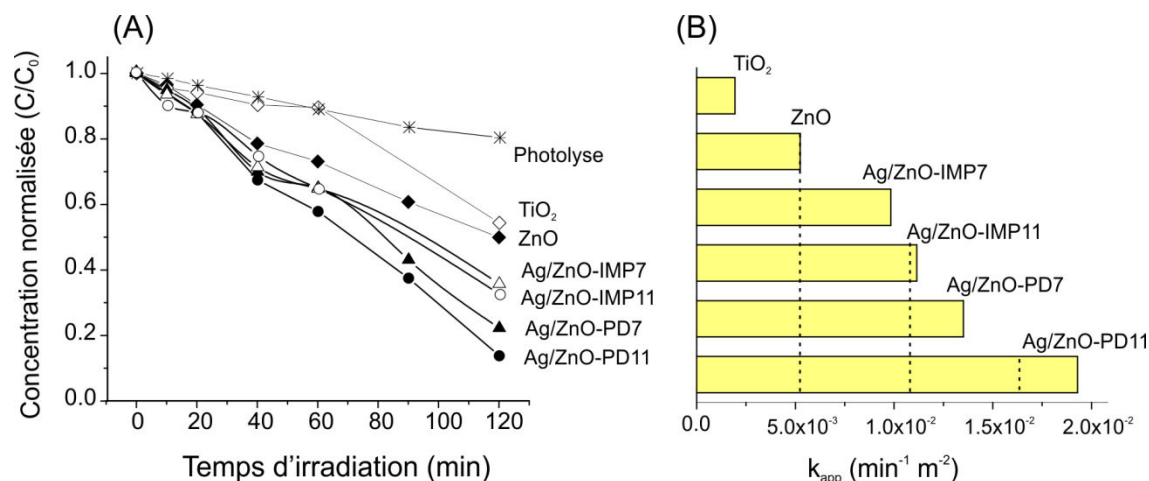 (A)
Concentration normalisée (C/C₀)
1.0
0.8
0.6
0.4
0.2
0.0
0 20 40 60 80 100 120
Temps d'irradiation (min)
Photolyse
TiO₂
ZnO
Ag/ZnO-IMP7
Ag/ZnO-IMP11
Ag/ZnO-PD7
Ag/ZnO-PD11
(B)
TiO₂
ZnO
Ag/ZnO-IMP7
Ag/ZnO-IMP11
Ag/ZnO-PD7
Ag/ZnO-PD11
0.0 5.0x10⁻³ 1.0x10⁻² 1.5x10⁻² 2.0x10⁻²
kₐₚₚ (min⁻¹ m⁻²)